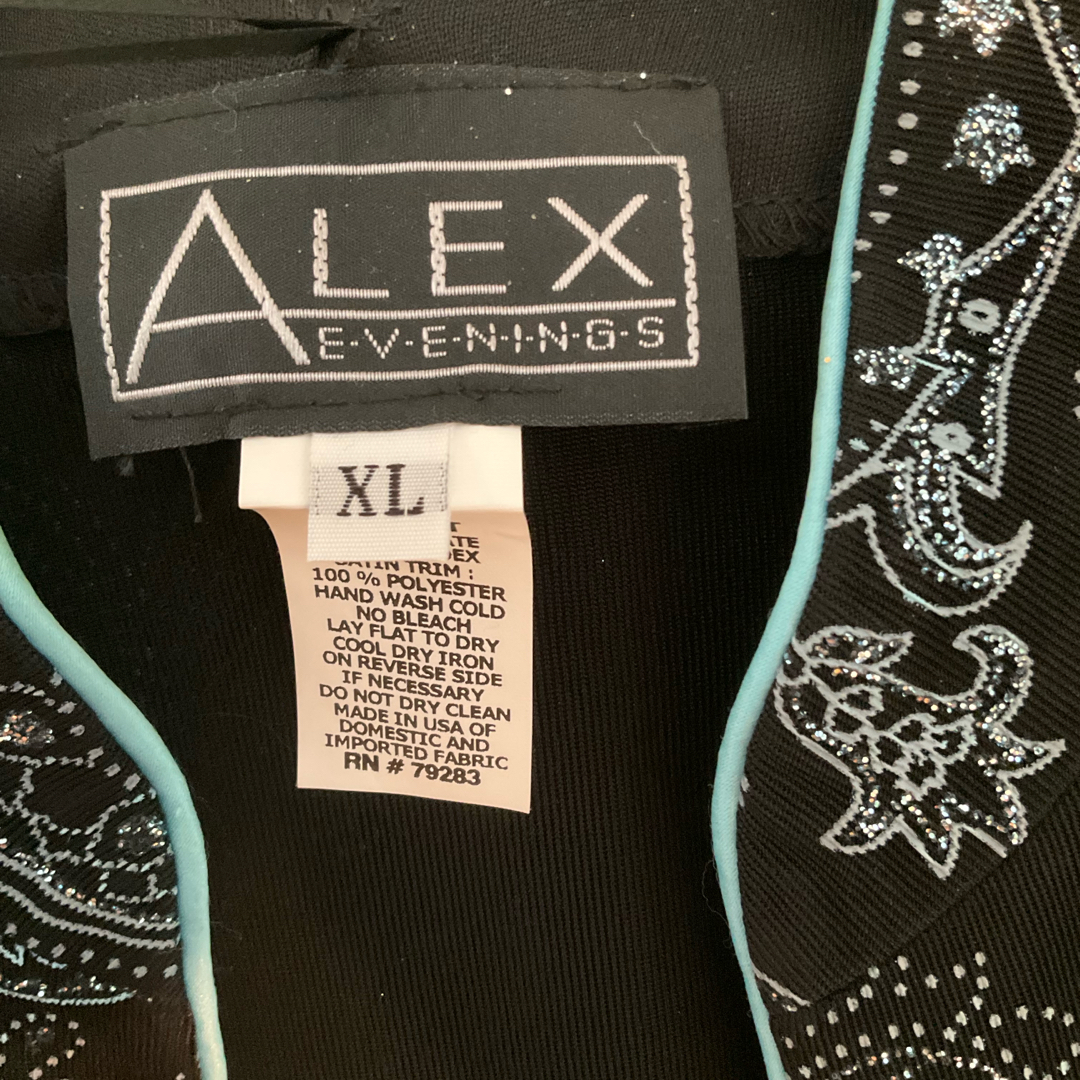 ALEX
E·V·E·N·I·N·G·S
XL
SATIN TRIM :
100 % POLYESTER
HAND WASH COLD
NO BLEACH
LAY FLAT TO DRY
COOL DRY IRON
ON REVERSE SIDE
IF NECESSARY
DO NOT DRY CLEAN
MADE IN USA OF
DOMESTIC AND
IMPORTED FABRIC
RN # 79283